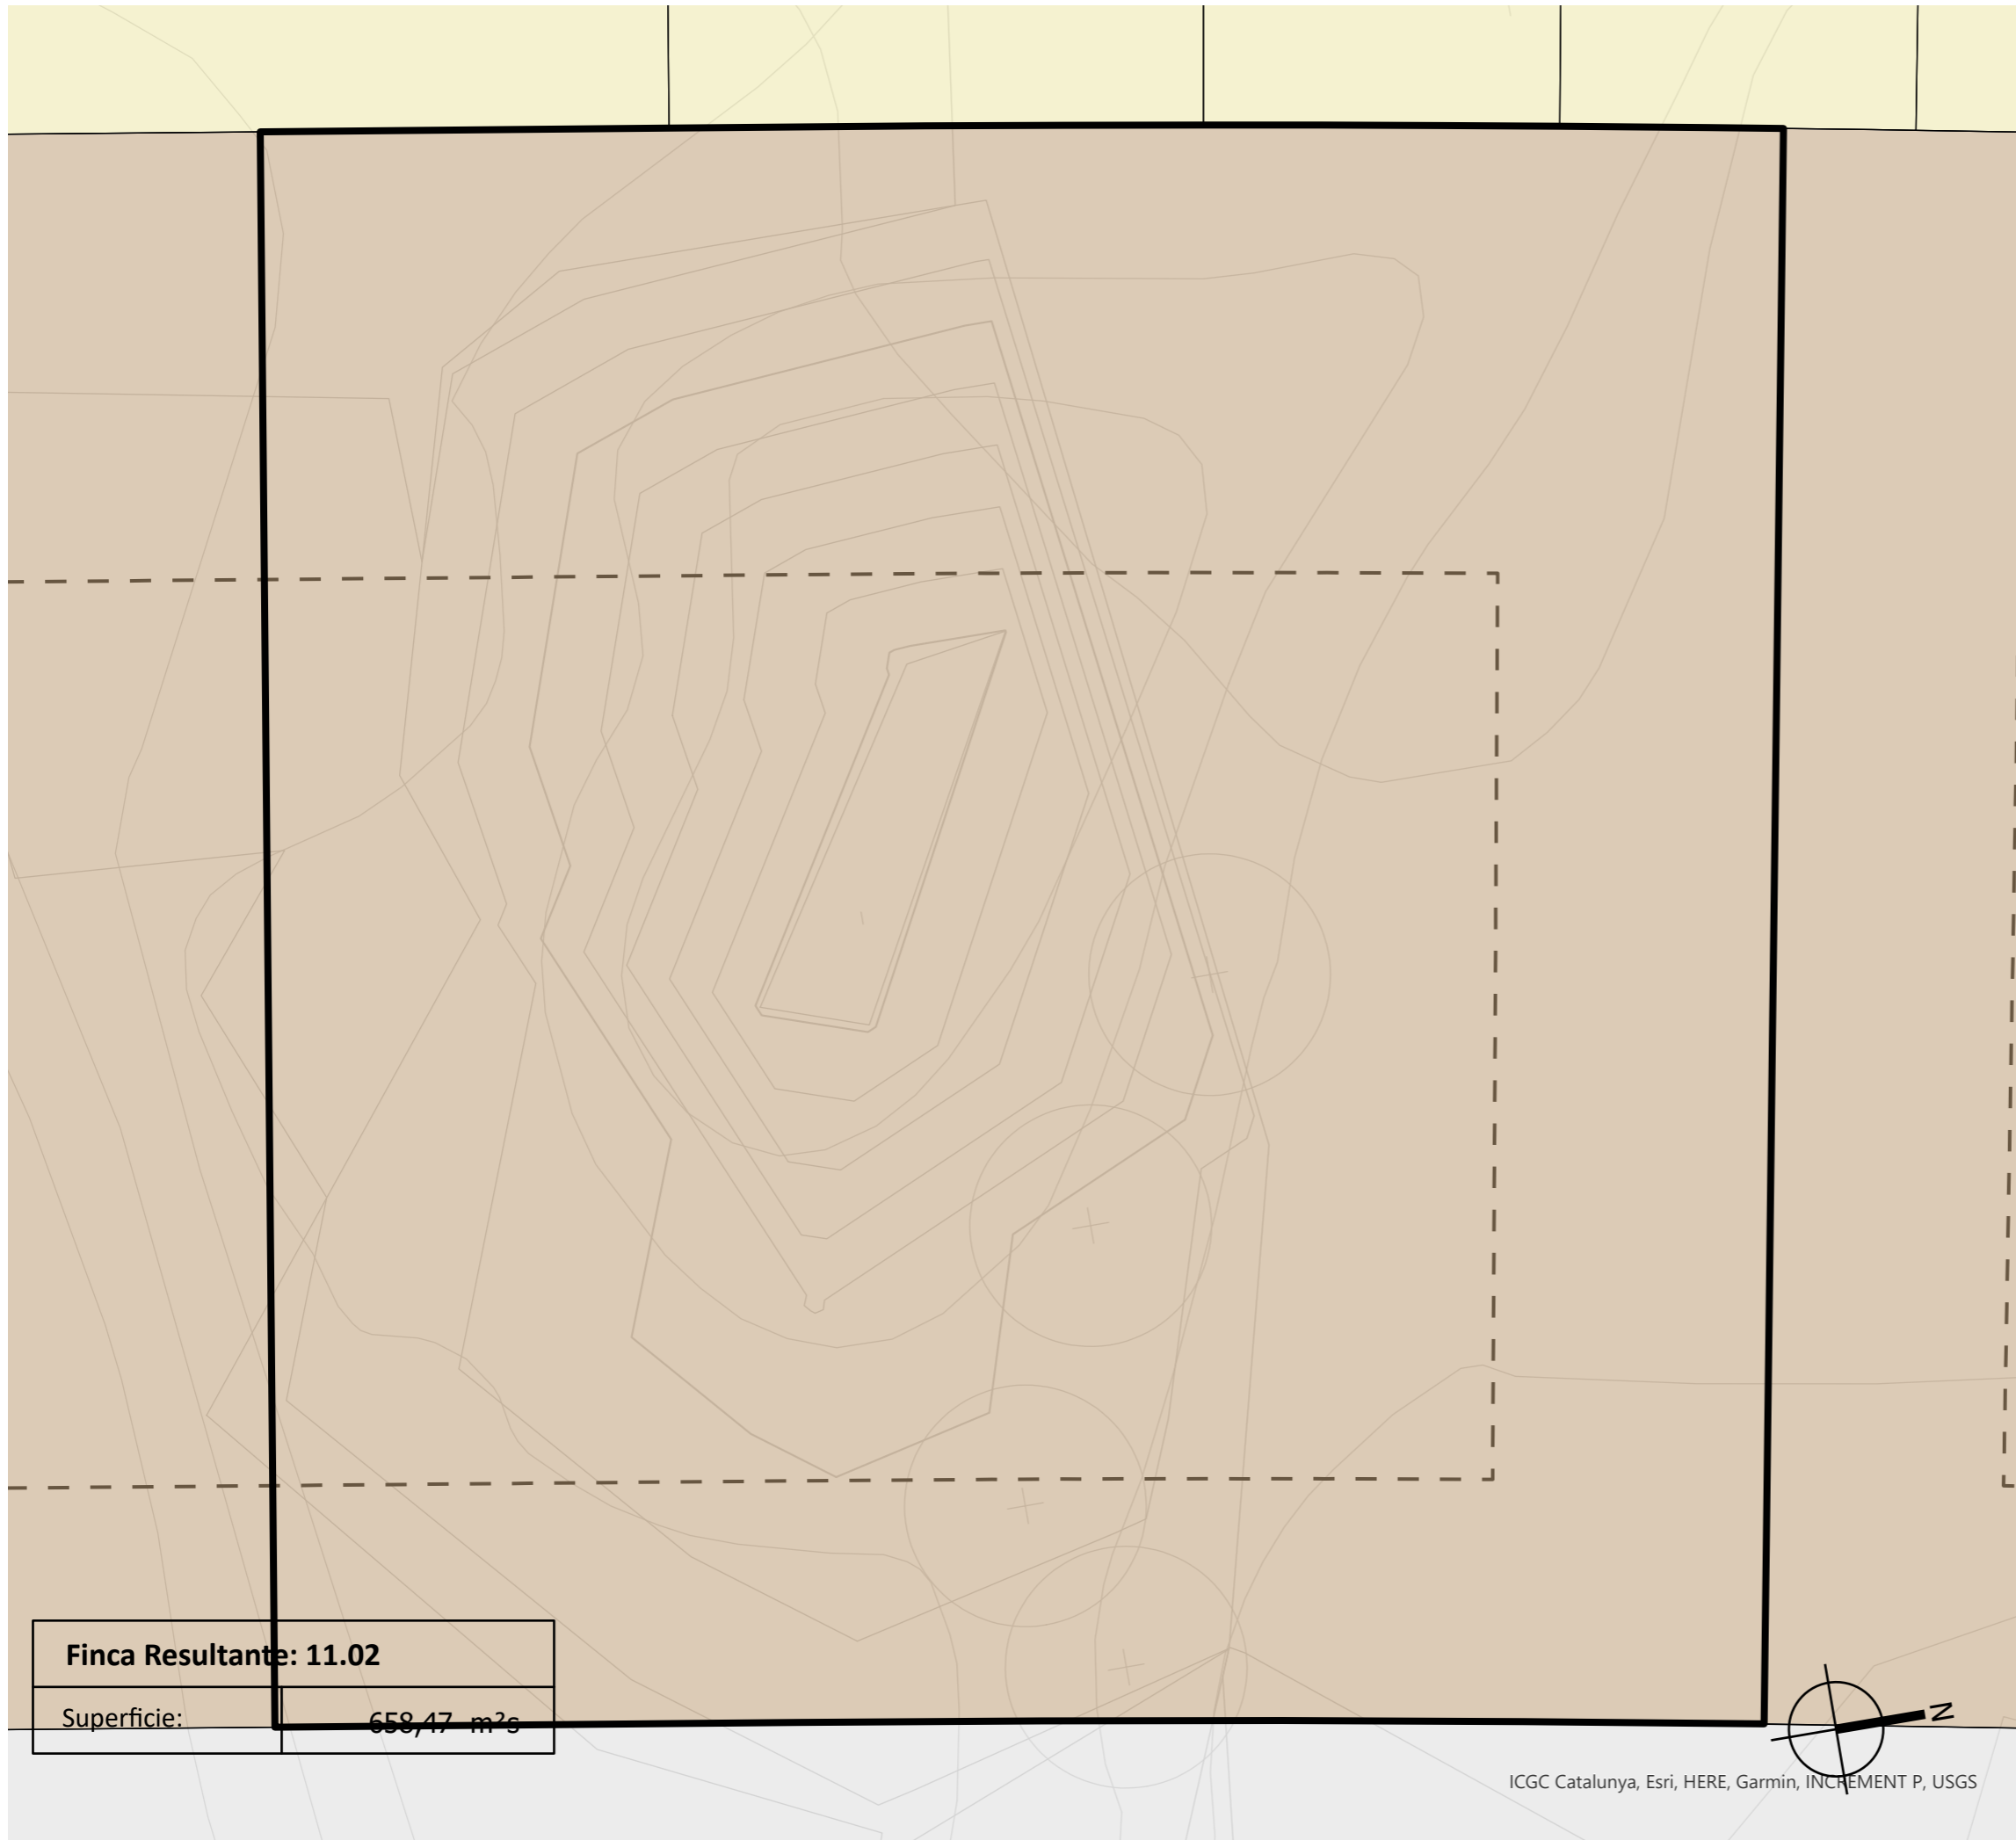 Finca Resultante: 11.02
Superficie: 658,47 m²s
N
ICGC Catalunya, Esri, HERE, Garmin, INCREMENT P, USGS